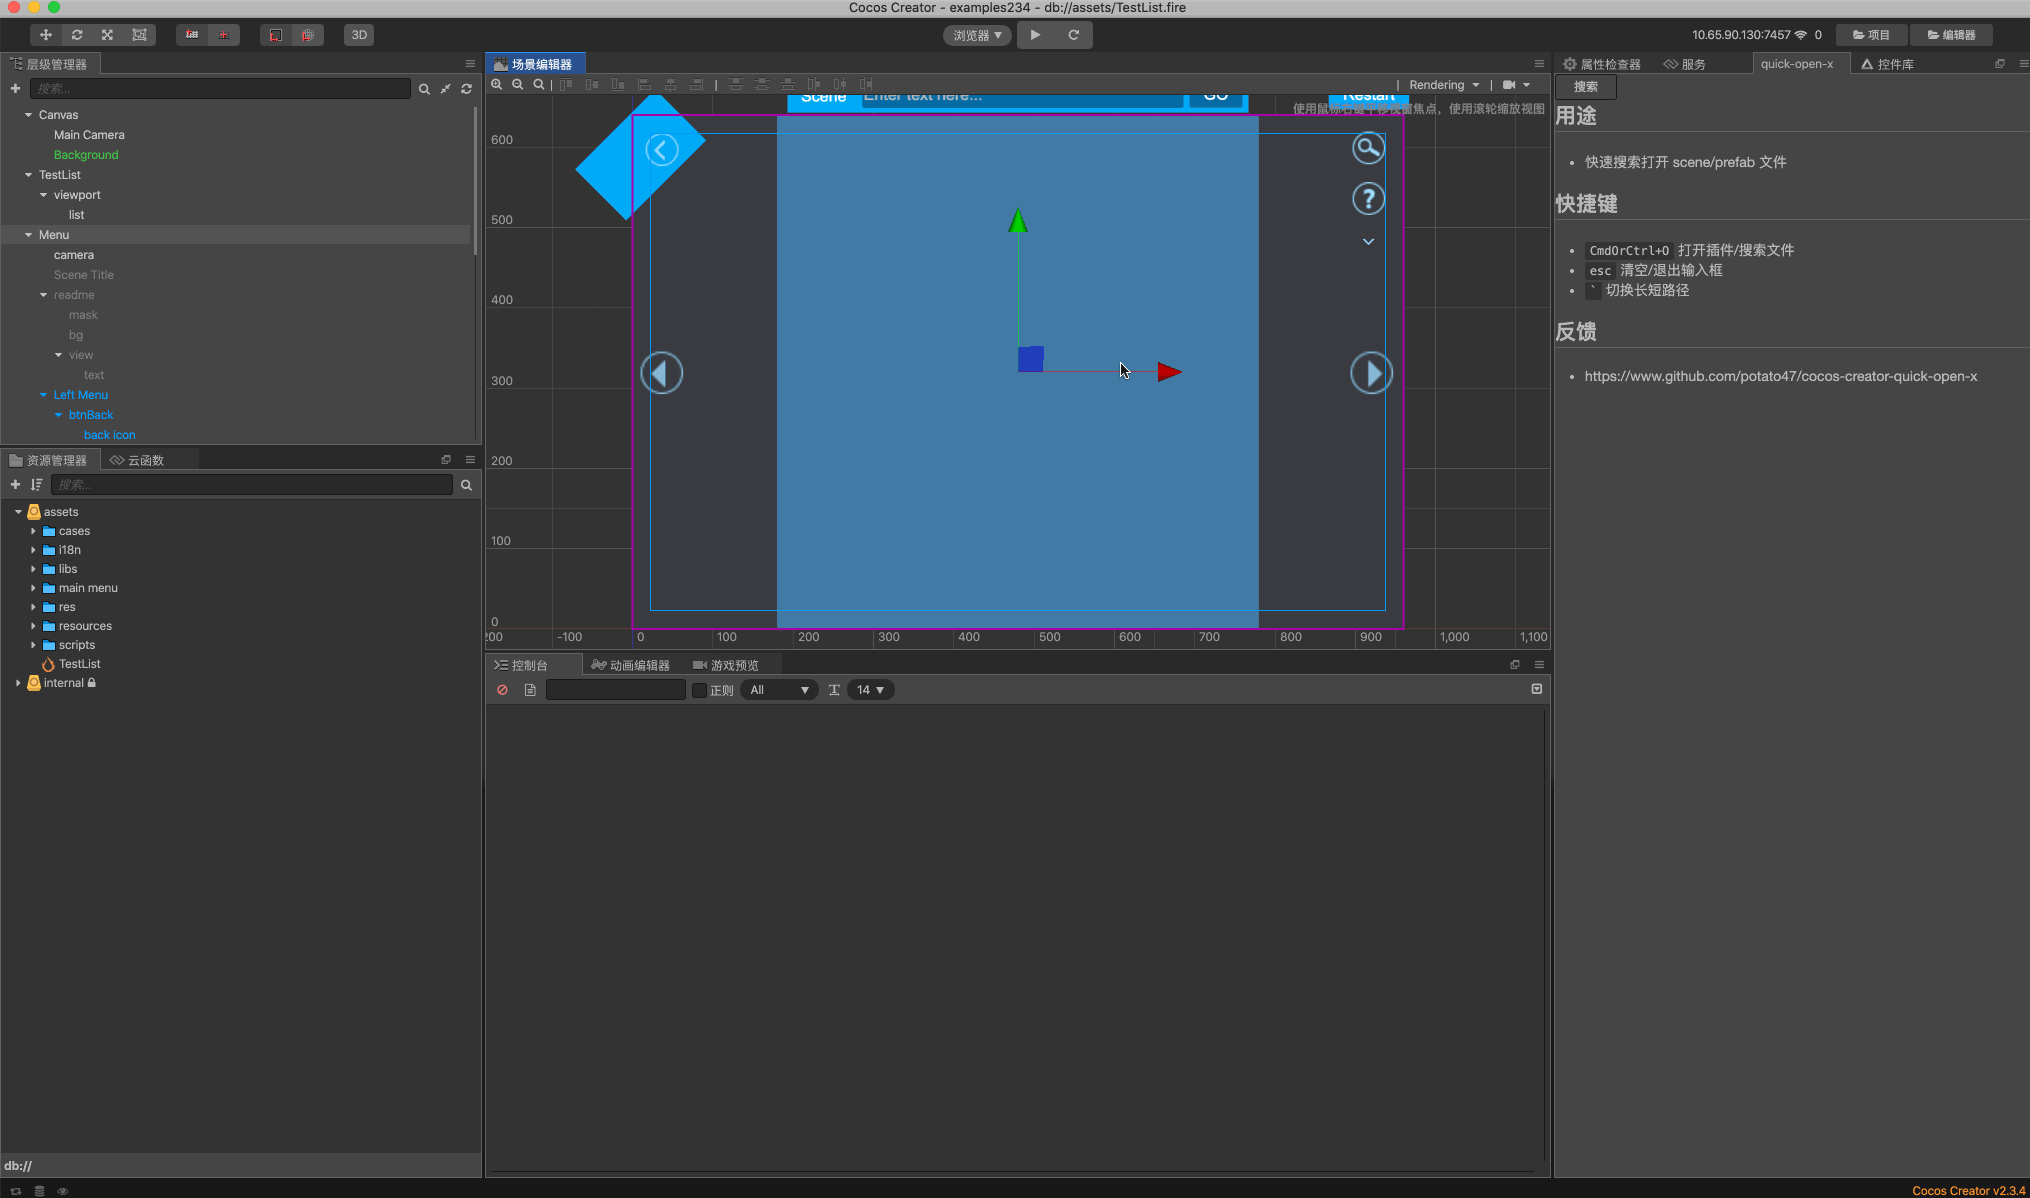 Cocos Creator - examples234 - db://assets/TestList.fire
3D
浏览器
10.65.90.130:7457 0
项目
编辑器
层级管理器
搜索...
Canvas
Main Camera
Background
TestList
viewport
list
Menu
camera
Scene Title
readme
mask
bg
view
text
Left Menu
btnBack
back icon
资源管理器
云函数
搜索...
assets
cases
i18n
libs
main menu
res
resources
scripts
TestList
internal
db://
场景编辑器
Rendering
Scene
Enter text here...
GO
Restart
使用鼠标右键平移视窗焦点，使用滚轮缩放视图
600
500
400
300
200
100
0
200 -100 0 100 200 300 400 500 600 700 800 900 1,000 1,100
控制台
动画编辑器
游戏预览
正则
All
14
属性检查器
服务
quick-open-x
控件库
搜索
用途
• 快速搜索打开 scene/prefab 文件
快捷键
• CmdOrCtrl+O 打开插件/搜索文件
• esc 清空/退出输入框
• ` 切换长短路径
反馈
• https://www.github.com/potato47/cocos-creator-quick-open-x
Cocos Creator v2.3.4